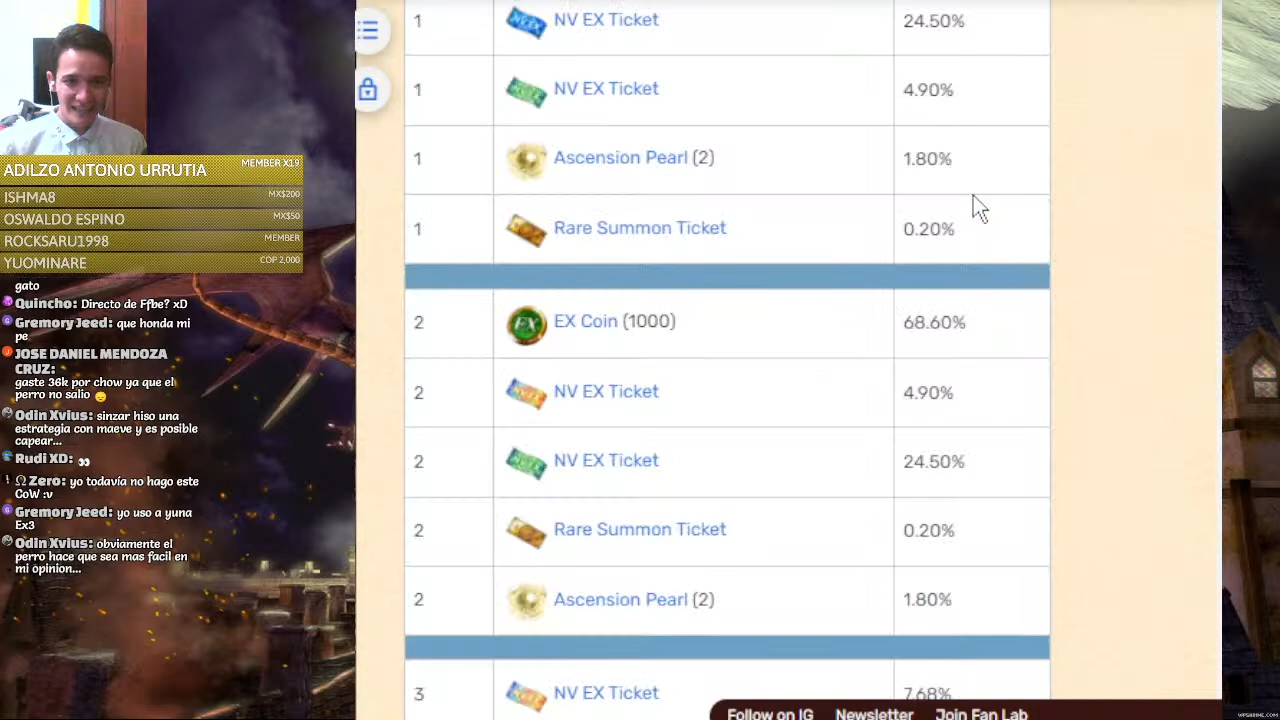 ADILZO ANTONIO URRUTIA MEMBER X19
ISHMA8 MX$200
OSWALDO ESPINO MX$50
ROCKSARU1998 MEMBER
YUOMINARE COP 2,000
gato
Quincho: Directo de Ffbe? xD
Gremory Jeed: que honda mi
pe
JOSE DANIEL MENDOZA
CRUZ:
gaste 36k por chow ya que el
perro no salio
Odin Xvius: sinzar hiso una
estrategia con maeve y es posible
capear...
Rudi XD:
Ω Zero: yo todavía no hago este
CoW :v
Gremory Jeed: yo uso a yuna
Ex3
Odin Xvius: obviamente el
perro hace que sea mas facil en
mi opinion...
1 NV EX Ticket 24.50%
1 NV EX Ticket 4.90%
1 Ascension Pearl (2) 1.80%
1 Rare Summon Ticket 0.20%
2 EX Coin (1000) 68.60%
2 NV EX Ticket 4.90%
2 NV EX Ticket 24.50%
2 Rare Summon Ticket 0.20%
2 Ascension Pearl (2) 1.80%
3 NV EX Ticket 7.68%
Follow on IG Newsletter Join Fan Lab